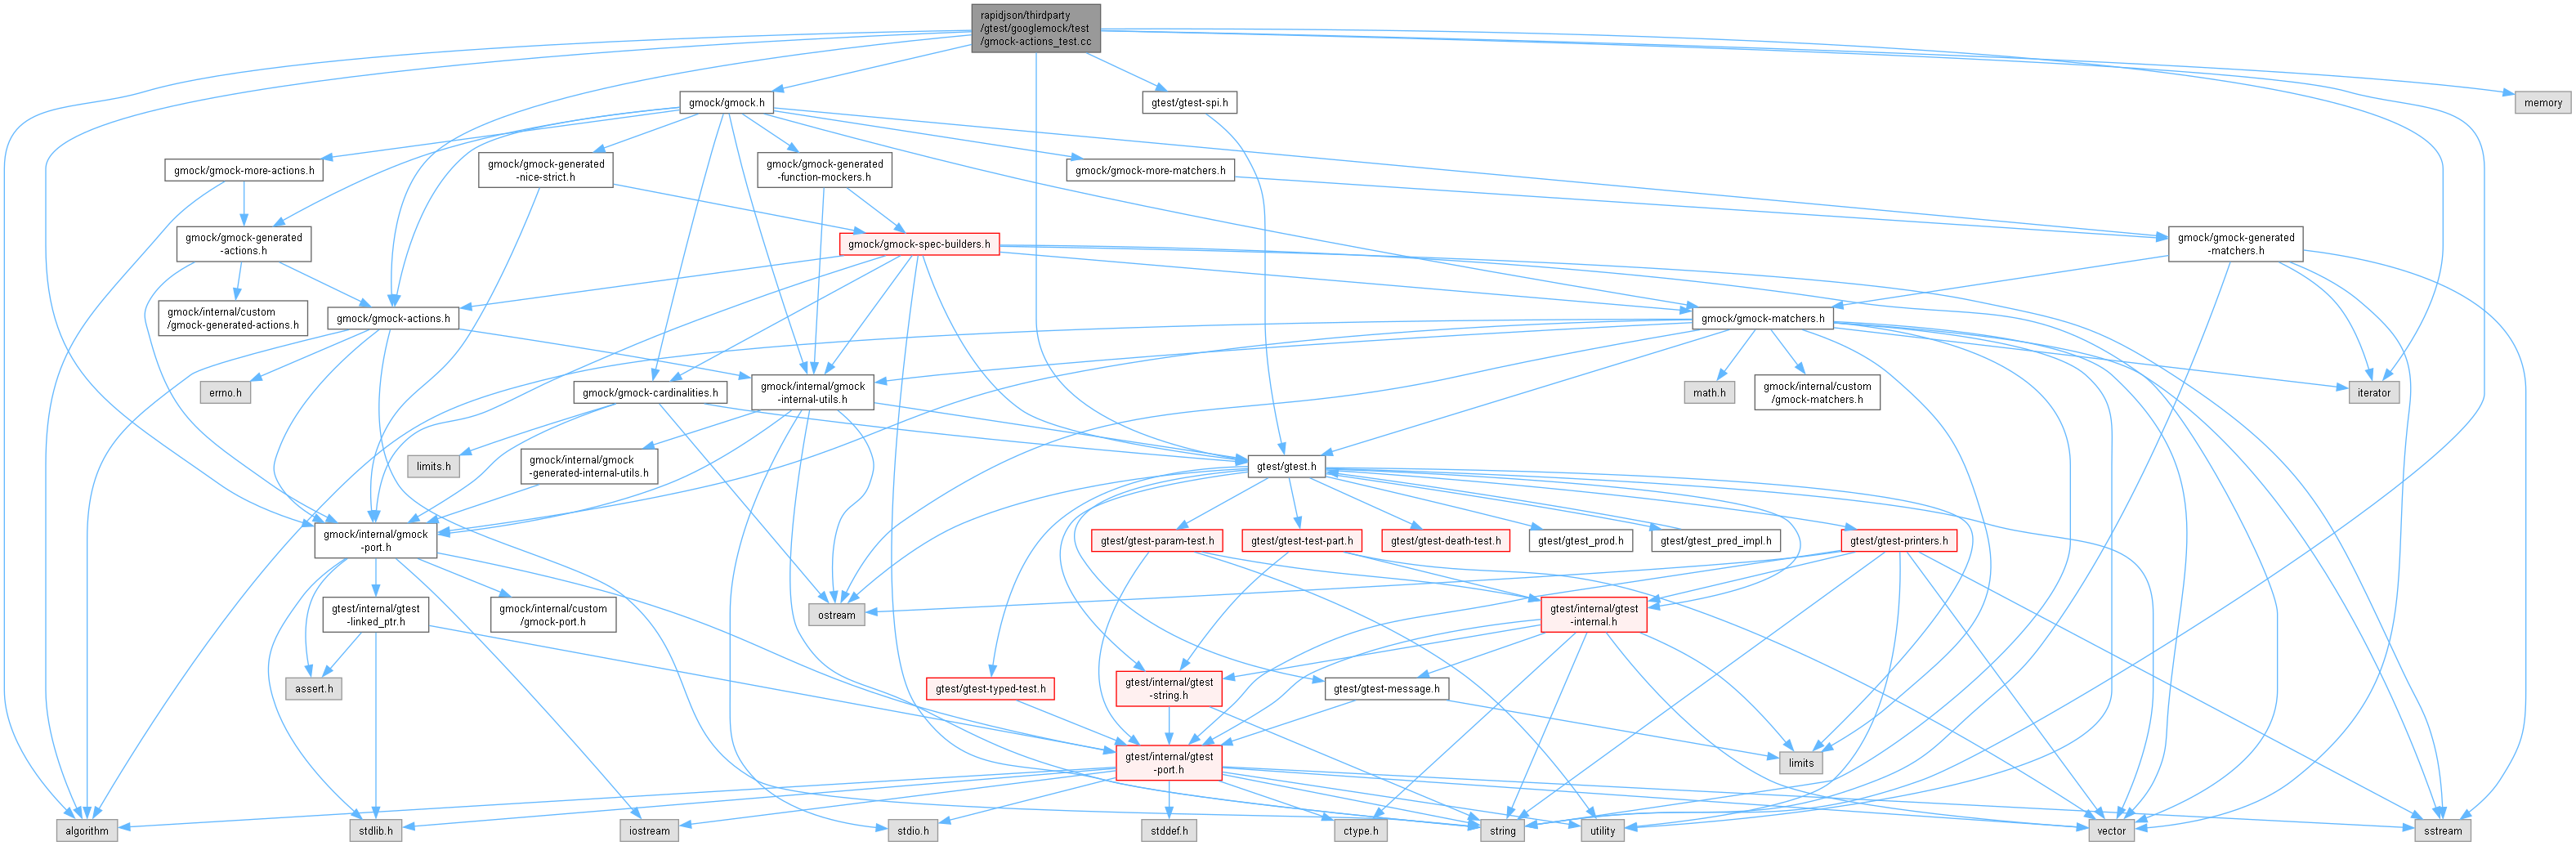 rapidjson/thirdparty
/gtest/googlemock/test
/gmock-actions_test.cc
gmock/gmock.h
gtest/gtest-spi.h
memory
gmock/gmock-more-actions.h
gmock/gmock-generated
-nice-strict.h
gmock/gmock-generated
-function-mockers.h
gmock/gmock-more-matchers.h
gmock/gmock-generated
-actions.h
gmock/gmock-spec-builders.h
gmock/gmock-generated
-matchers.h
gmock/internal/custom
/gmock-generated-actions.h
gmock/gmock-actions.h
gmock/gmock-matchers.h
errno.h
gmock/gmock-cardinalities.h
gmock/internal/gmock
-internal-utils.h
math.h
gmock/internal/custom
/gmock-matchers.h
iterator
limits.h
gmock/internal/gmock
-generated-internal-utils.h
gtest/gtest.h
gmock/internal/gmock
-port.h
gtest/gtest-param-test.h
gtest/gtest-test-part.h
gtest/gtest-death-test.h
gtest/gtest_prod.h
gtest/gtest_pred_impl.h
gtest/gtest-printers.h
gtest/internal/gtest
-linked_ptr.h
gmock/internal/custom
/gmock-port.h
ostream
gtest/internal/gtest
-internal.h
assert.h
gtest/gtest-typed-test.h
gtest/internal/gtest
-string.h
gtest/gtest-message.h
gtest/internal/gtest
-port.h
limits
algorithm
stdlib.h
iostream
stdio.h
stddef.h
ctype.h
string
utility
vector
sstream